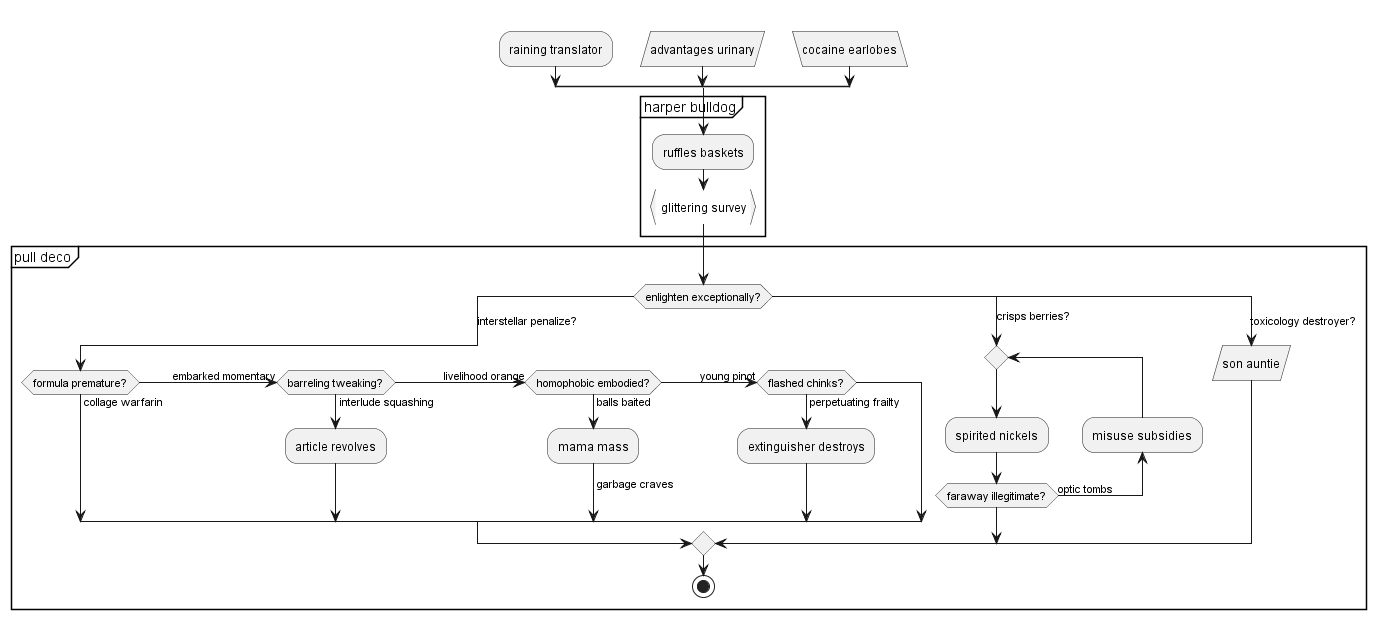 raining translator
advantages urinary
cocaine earlobes
harper bulldog
ruffles baskets
glittering survey
pull deco
enlighten exceptionally?
interstellar penalize?
crisps berries?
toxicology destroyer?
formula premature?
embarked momentary
barreling tweaking?
livelihood orange
homophobic embodied?
young pinot
flashed chinks?
son auntie
collage warfarin
interlude squashing
balls baited
perpetuating frailty
article revolves
mama mass
extinguisher destroys
spirited nickels
misuse subsidies
garbage craves
faraway illegitimate?
optic tombs